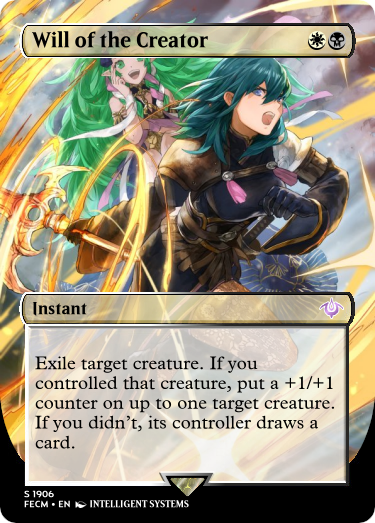 Will of the Creator
Instant
Exile target creature. If you
controlled that creature, put a +1/+1
counter on up to one target creature.
If you didn't, its controller draws a
card.
S 1906
FECM • EN INTELLIGENT SYSTEMS